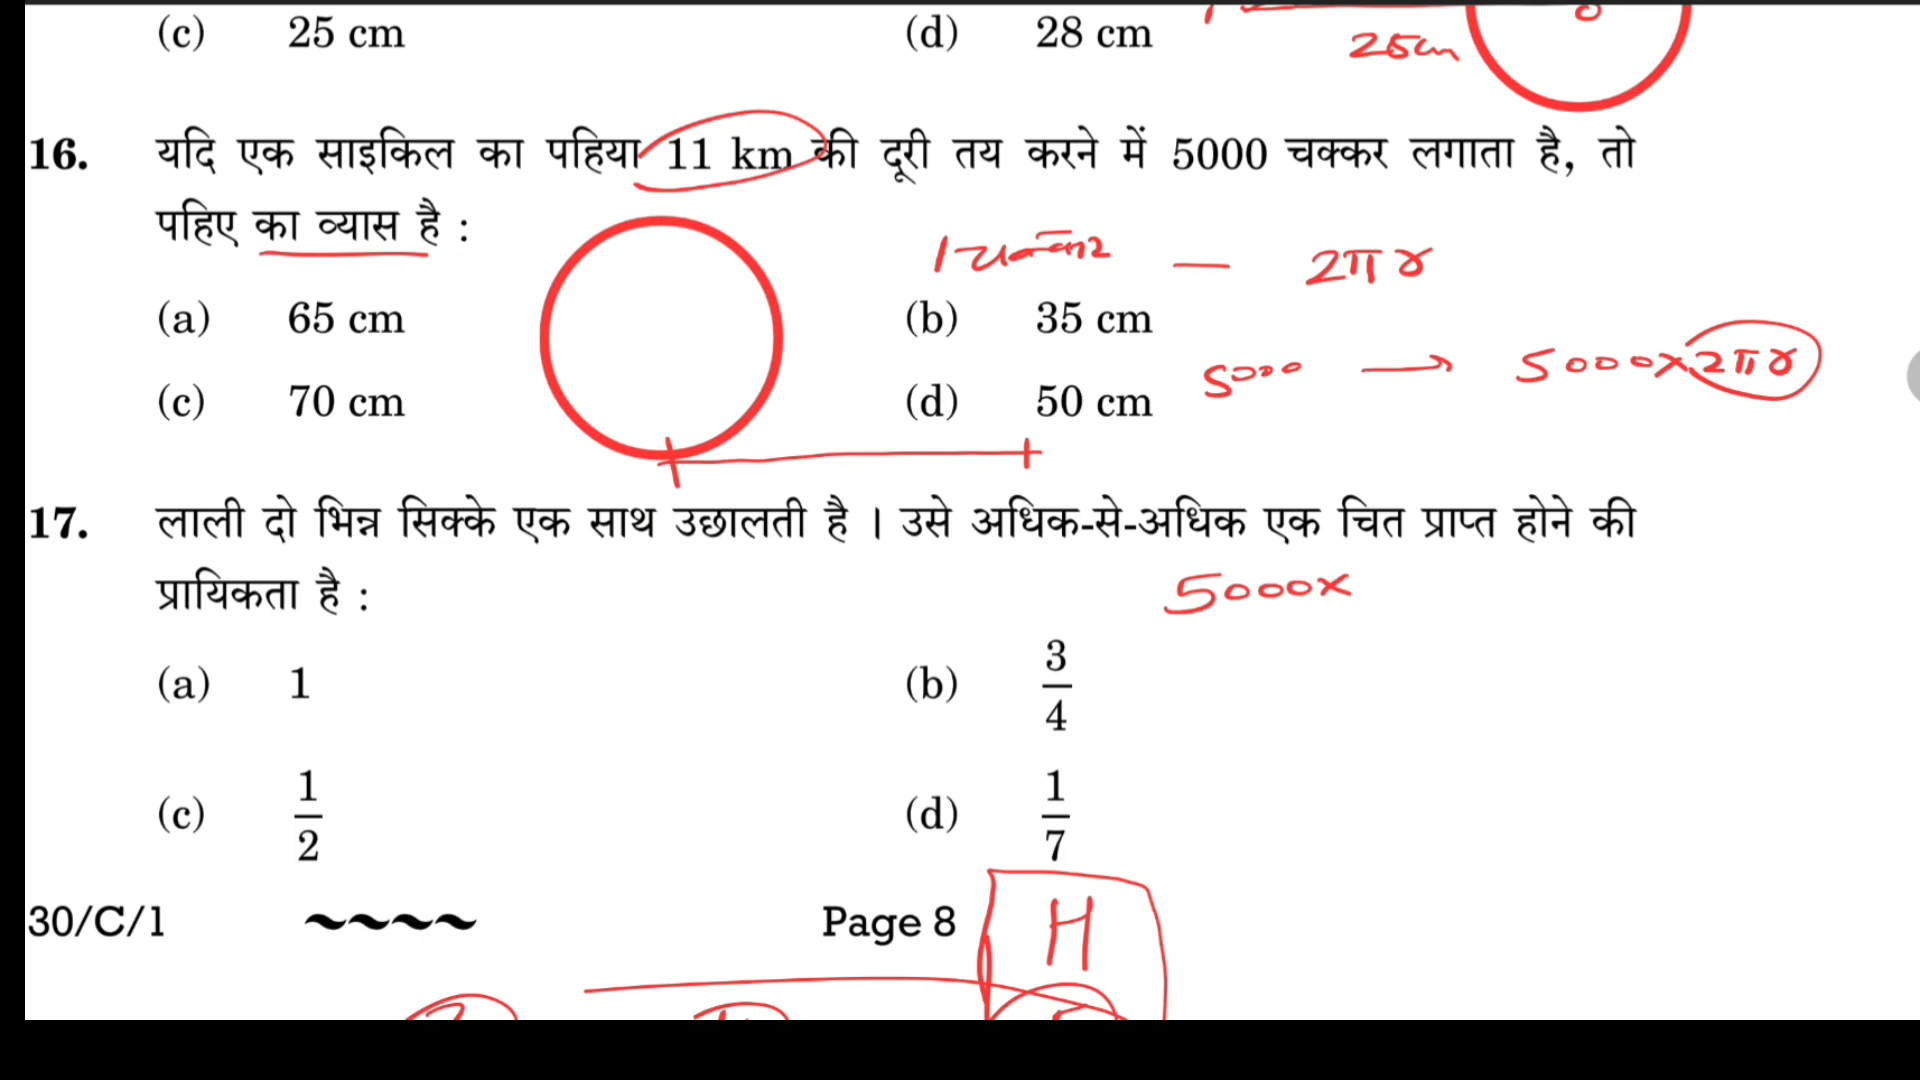 (c) 25 cm (d) 28 cm
25cm
16. यदि एक साइकिल का पहिया 11 km की दूरी तय करने में 5000 चक्कर लगाता है, तो
पहिए का व्यास है :
1 चक्कर — 2πr
(a) 65 cm (b) 35 cm
5000 → 5000×2πr
(c) 70 cm (d) 50 cm
17. लाली दो भिन्न सिक्के एक साथ उछालती है । उसे अधिक-से-अधिक एक चित प्राप्त होने की
प्रायिकता है :
5000×
(a) 1 (b) 3/4
(c) 1/2 (d) 1/7
30/C/1 ~~~~ Page 8
H